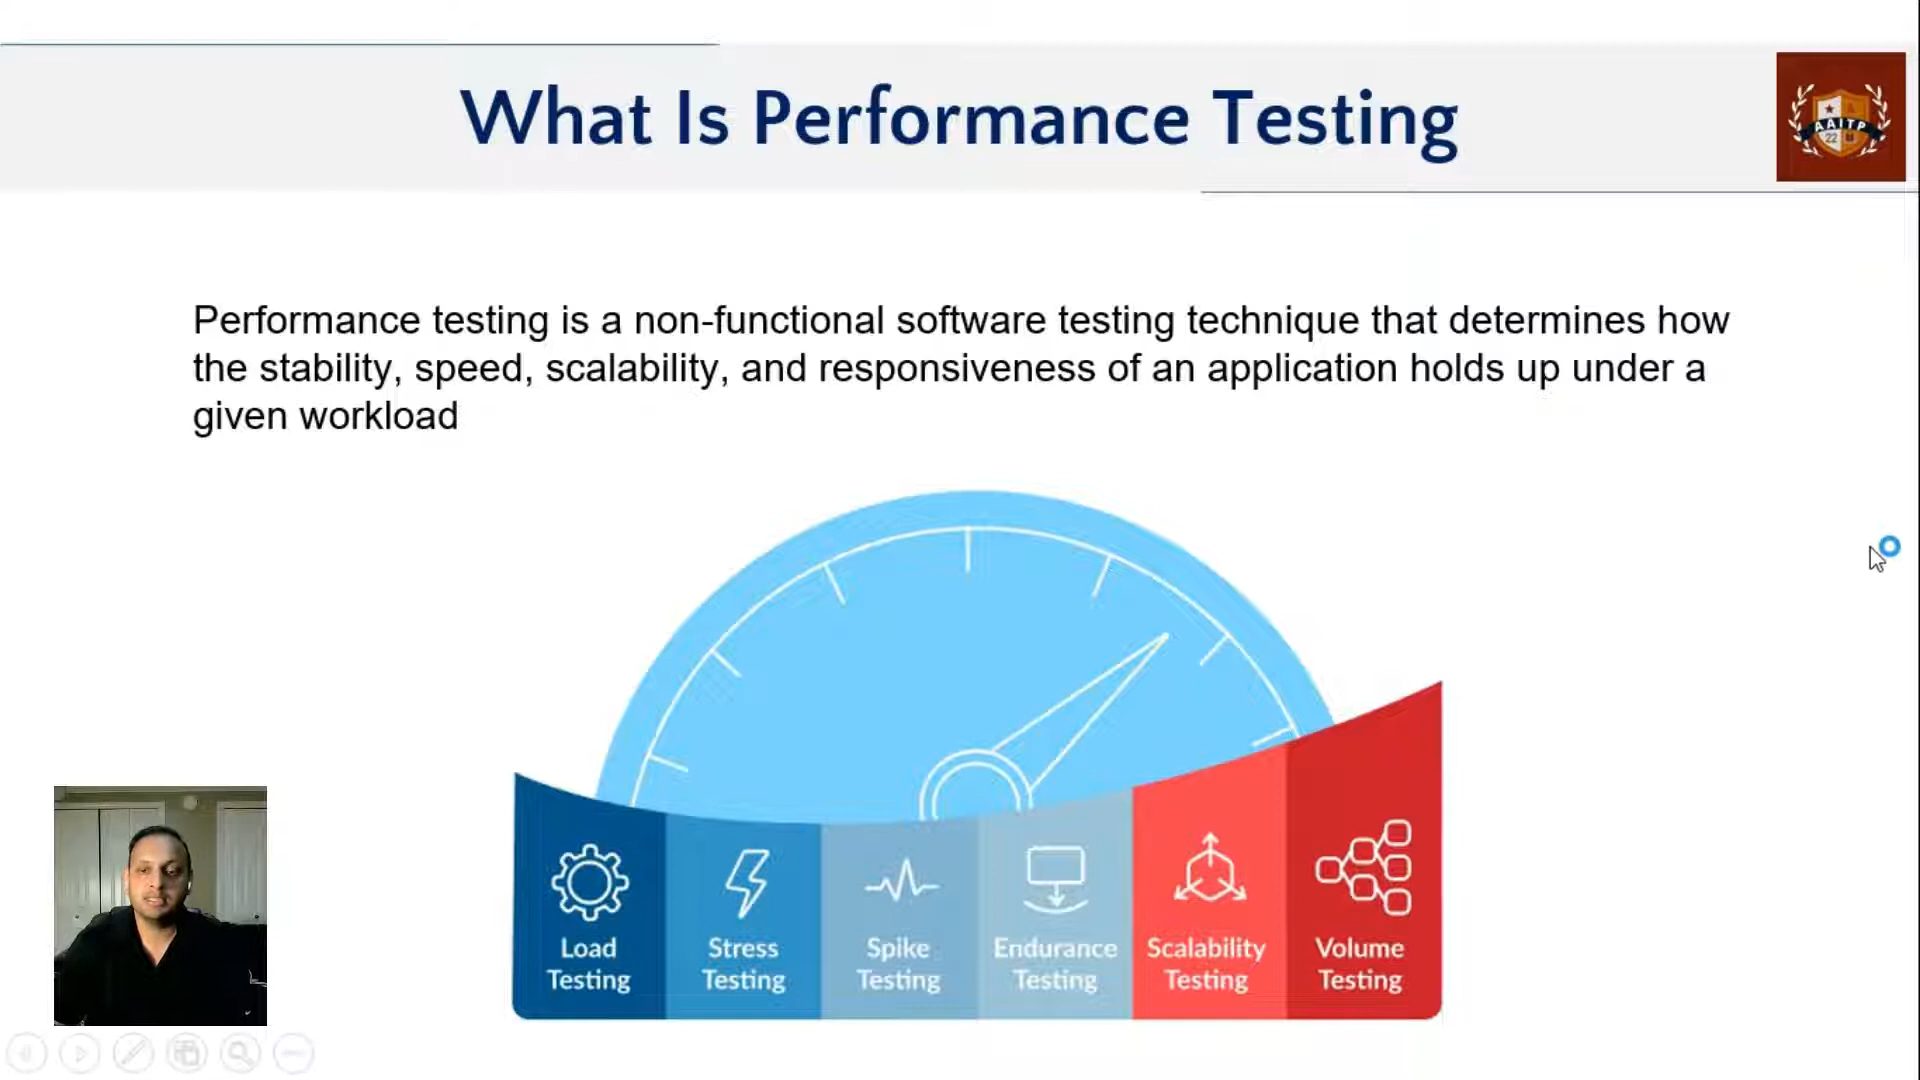 What Is Performance Testing
AAITP
22
Performance testing is a non-functional software testing technique that determines how
the stability, speed, scalability, and responsiveness of an application holds up under a
given workload
Load
Testing
Stress
Testing
Spike
Testing
Endurance
Testing
Scalability
Testing
Volume
Testing